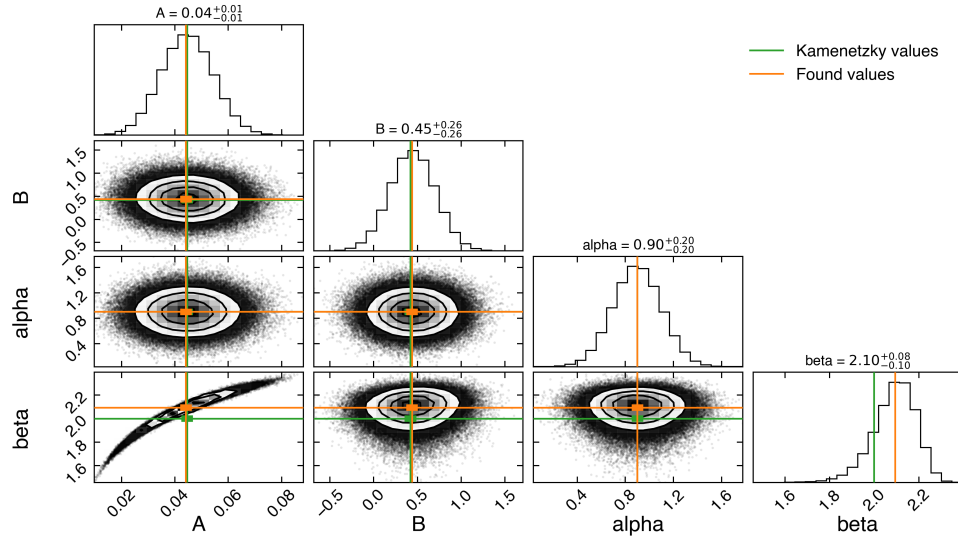 A = 0.04+0.01−0.01
Kamenetzky values
Found values
B = 0.45+0.26−0.26
B
1.5
1.0
0.5
0.0
−0.5
alpha = 0.90+0.20−0.20
alpha
1.6
1.2
0.8
0.4
beta = 2.10+0.08−0.10
beta
2.2
2.0
1.8
1.6
0.02 0.04 0.06 0.08
−0.5 0.0 0.5 1.0 1.5
0.4 0.8 1.2 1.6
1.6 1.8 2.0 2.2
A B alpha beta